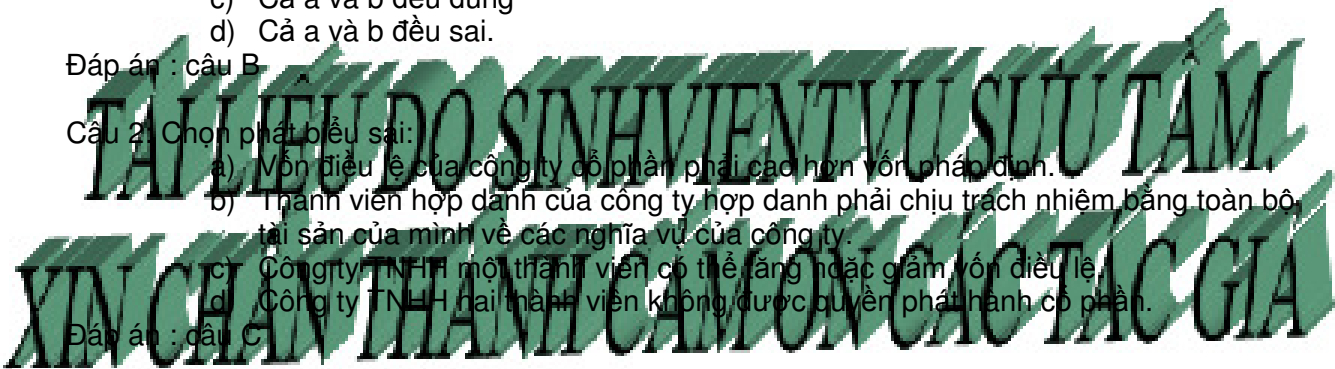 c) Cả a và b đều đúng
d) Cả a và b đều sai.
Đáp án : câu B
TÀI LIỆU DO SINHVIENTVU SƯU TẦM
Câu 2: Chọn phát biểu sai:
a) Vốn điều lệ của công ty cổ phần phải cao hơn vốn pháp định.
b) Thành viên hợp danh của công ty hợp danh phải chịu trách nhiệm bằng toàn bộ
tài sản của mình về các nghĩa vụ của công ty.
c) Công ty TNHH một thành viên có thể tăng hoặc giảm vốn điều lệ.
d) Công ty TNHH hai thành viên không được quyền phát hành cổ phần.
XIN CHÂN THÀNH CÁM ƠN CÁC TÁC GIẢ
Đáp án : câu C